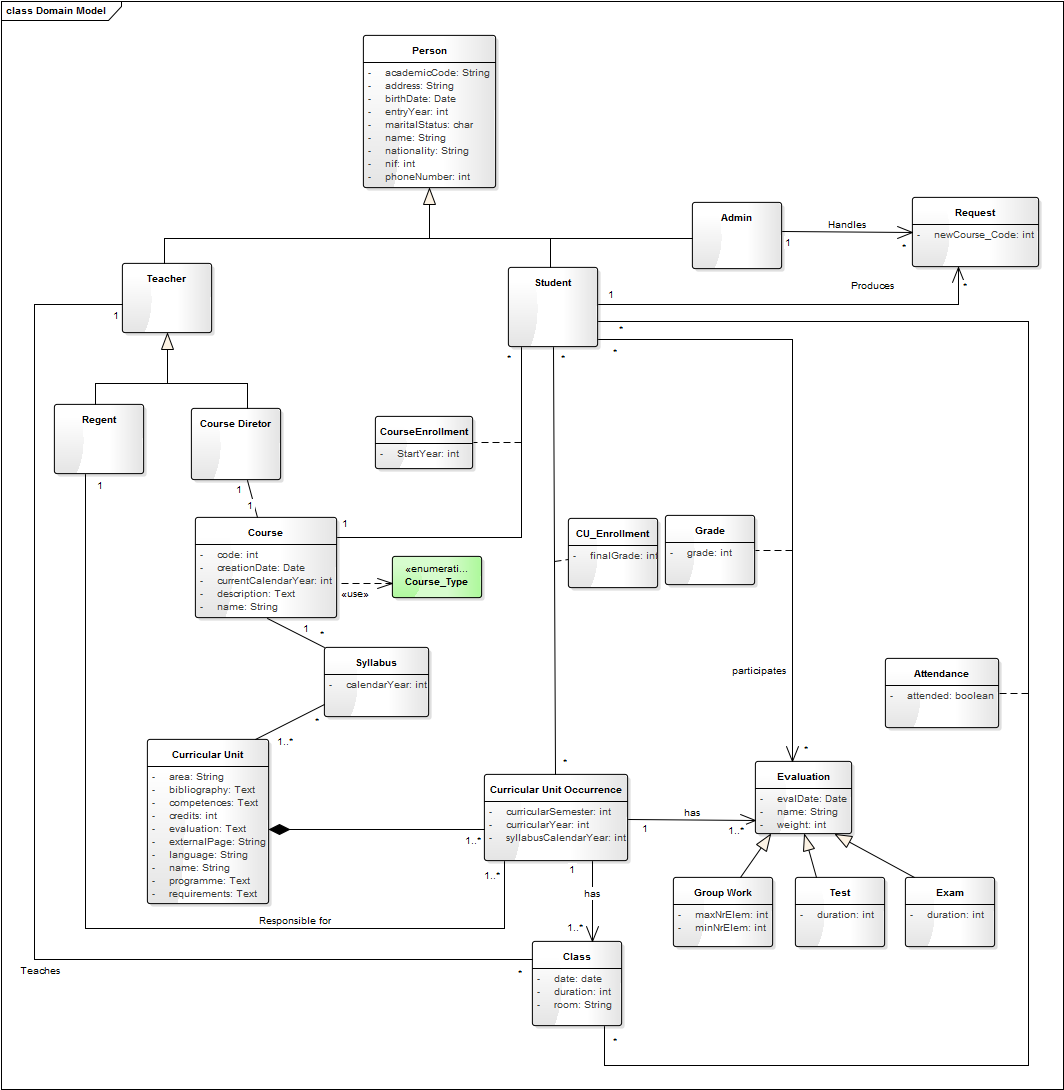 class Domain Model
Person
- academicCode: String
- address: String
- birthDate: Date
- entryYear: int
- maritalStatus: char
- name: String
- nationality: String
- nif: int
- phoneNumber: int
Admin
Handles
1
*
Request
- newCourse_Code: int
Teacher
1
Student
1
Produces
*
*
*
*
*
Regent
1
Course Diretor
1
1
CourseEnrollment
- StartYear: int
Course
- code: int
- creationDate: Date
- currentCalendarYear: int
- description: Text
- name: String
1
«use»
«enumerati...
Course_Type
CU_Enrollment
- finalGrade: int
Grade
- grade: int
1
*
Syllabus
- calendarYear: int
*
1..*
participates
*
Attendance
- attended: boolean
Curricular Unit
- area: String
- bibliography: Text
- competences: Text
- credits: int
- evaluation: Text
- externalPage: String
- language: String
- name: String
- programme: Text
- requirements: Text
*
Curricular Unit Occurrence
- curricularSemester: int
- curricularYear: int
- syllabusCalendarYear: int
1..*
1..*
has
1
1..*
Evaluation
- evalDate: Date
- name: String
- weight: int
Group Work
- maxNrElem: int
- minNrElem: int
Test
- duration: int
Exam
- duration: int
1
has
1..*
Responsible for
Teaches
*
Class
- date: date
- duration: int
- room: String
*